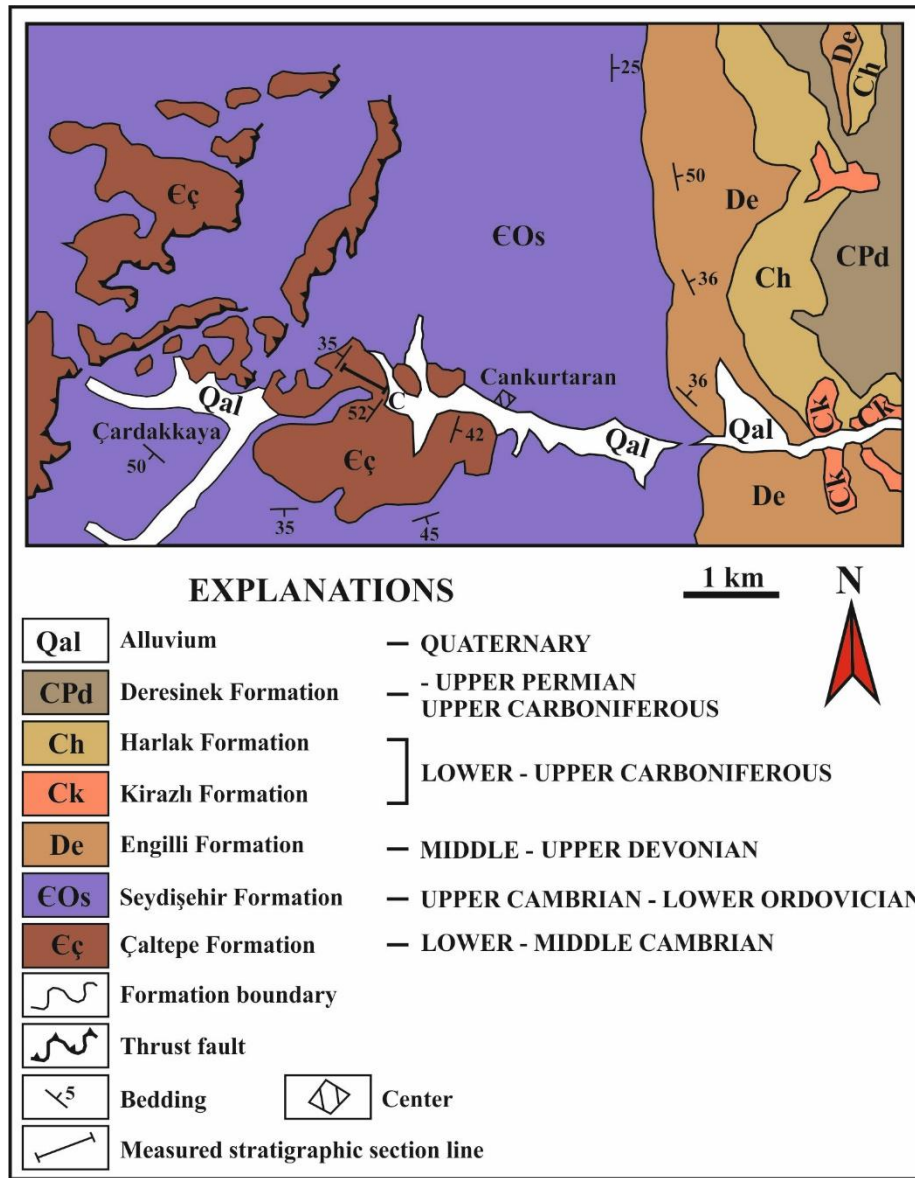 25
De
Ch
Єç
50
De
ЄOs
CPd
36
Ch
35
36
Cankurtaran
Qal
C
Ck
Ck
Çardakkaya
52
42
Qal
Qal
50
Єç
De
Ck
35
45
EXPLANATIONS
1 km
N
Qal Alluvium – QUATERNARY
CPd Deresinek Formation – - UPPER PERMIAN
UPPER CARBONIFEROUS
Ch Harlak Formation
LOWER - UPPER CARBONIFEROUS
Ck Kirazlı Formation
De Engilli Formation – MIDDLE - UPPER DEVONIAN
ЄOs Seydişehir Formation – UPPER CAMBRIAN - LOWER ORDOVICIAN
Єç Çaltepe Formation – LOWER - MIDDLE CAMBRIAN
Formation boundary
Thrust fault
5 Bedding Center
Measured stratigraphic section line